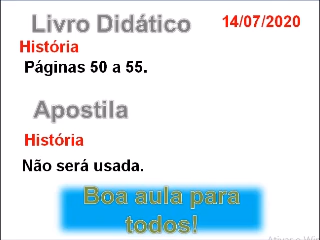 Livro Didático 14/07/2020
História
Páginas 50 a 55.
Apostila
História
Não será usada.
Boa aula para
todos!